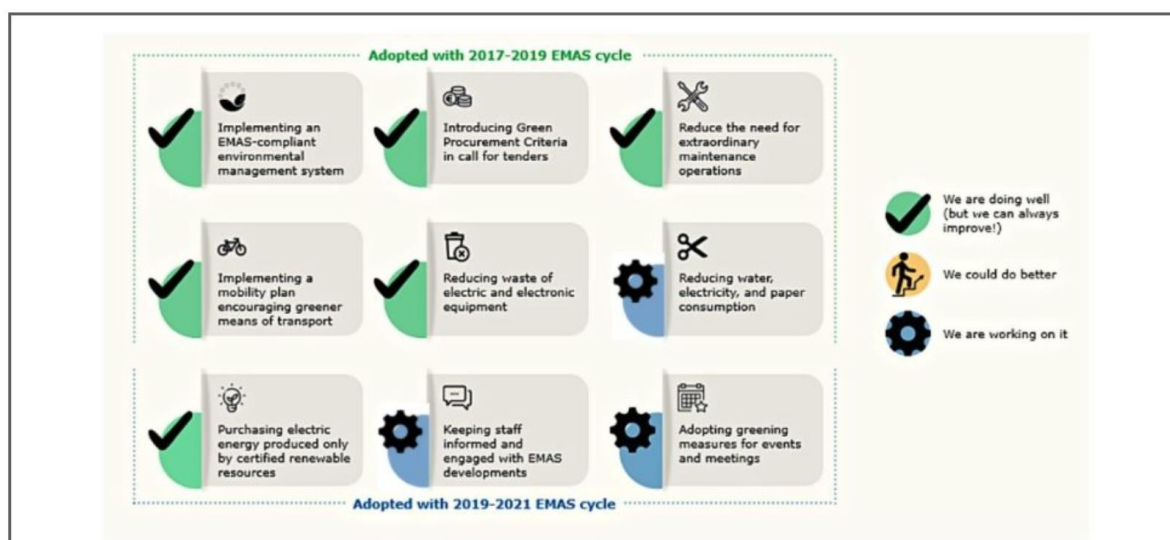 Adopted with 2017-2019 EMAS cycle
Implementing an
EMAS-compliant
environmental
management system
Introducing Green
Procurement Criteria
in call for tenders
Reduce the need for
extraordinary
maintenance
operations
Implementing a
mobility plan
encouraging greener
means of transport
Reducing waste of
electric and electronic
equipment
Reducing water,
electricity, and paper
consumption
Purchasing electric
energy produced only
by certified renewable
resources
Keeping staff
informed and
engaged with EMAS
developments
Adopting greening
measures for events
and meetings
Adopted with 2019-2021 EMAS cycle
We are doing well
(but we can always
improve!)
We could do better
We are working on it